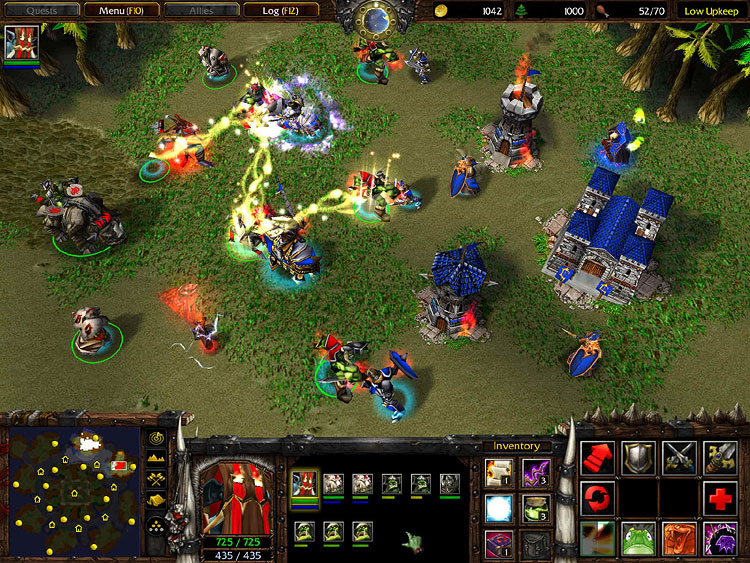 Quests
Menu (F10)
Allies
Log (F12)
1042
1000
52/70
Low Upkeep
Inventory
1
3
3
1
725 / 725
435 / 435